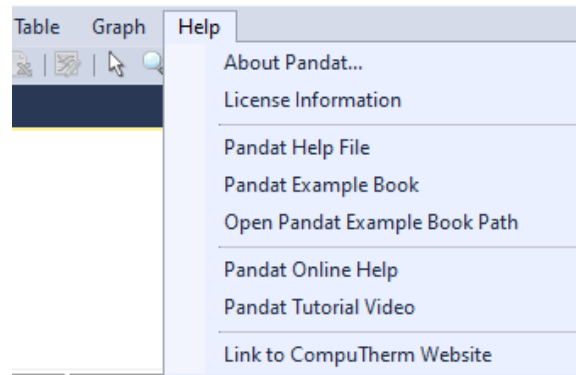 Table Graph Help
About Pandat...
License Information
Pandat Help File
Pandat Example Book
Open Pandat Example Book Path
Pandat Online Help
Pandat Tutorial Video
Link to CompuTherm Website